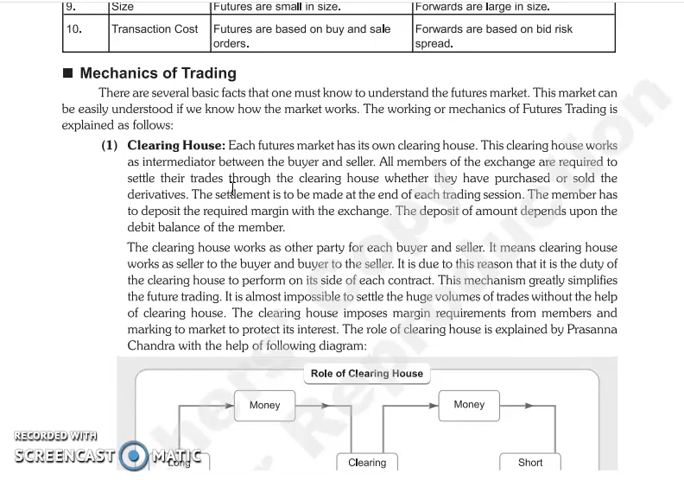 9. Size Futures are small in size. Forwards are large in size.
10. Transaction Cost Futures are based on buy and sale Forwards are based on bid risk
orders. spread.
■ Mechanics of Trading
There are several basic facts that one must know to understand the futures market. This market can
be easily understood if we know how the market works. The working or mechanics of Futures Trading is
explained as follows:
(1) Clearing House: Each futures market has its own clearing house. This clearing house works
as intermediator between the buyer and seller. All members of the exchange are required to
settle their trades through the clearing house whether they have purchased or sold the
derivatives. The settlement is to be made at the end of each trading session. The member has
to deposit the required margin with the exchange. The deposit of amount depends upon the
debit balance of the member.
The clearing house works as other party for each buyer and seller. It means clearing house
works as seller to the buyer and buyer to the seller. It is due to this reason that it is the duty of
the clearing house to perform on its side of each contract. This mechanism greatly simplifies
the future trading. It is almost impossible to settle the huge volumes of trades without the help
of clearing house. The clearing house imposes margin requirements from members and
marking to market to protect its interest. The role of clearing house is explained by Prasanna
Chandra with the help of following diagram:
Role of Clearing House
Money Money
RECORDED WITH
SCREENCAST MATIC
Long Clearing Short